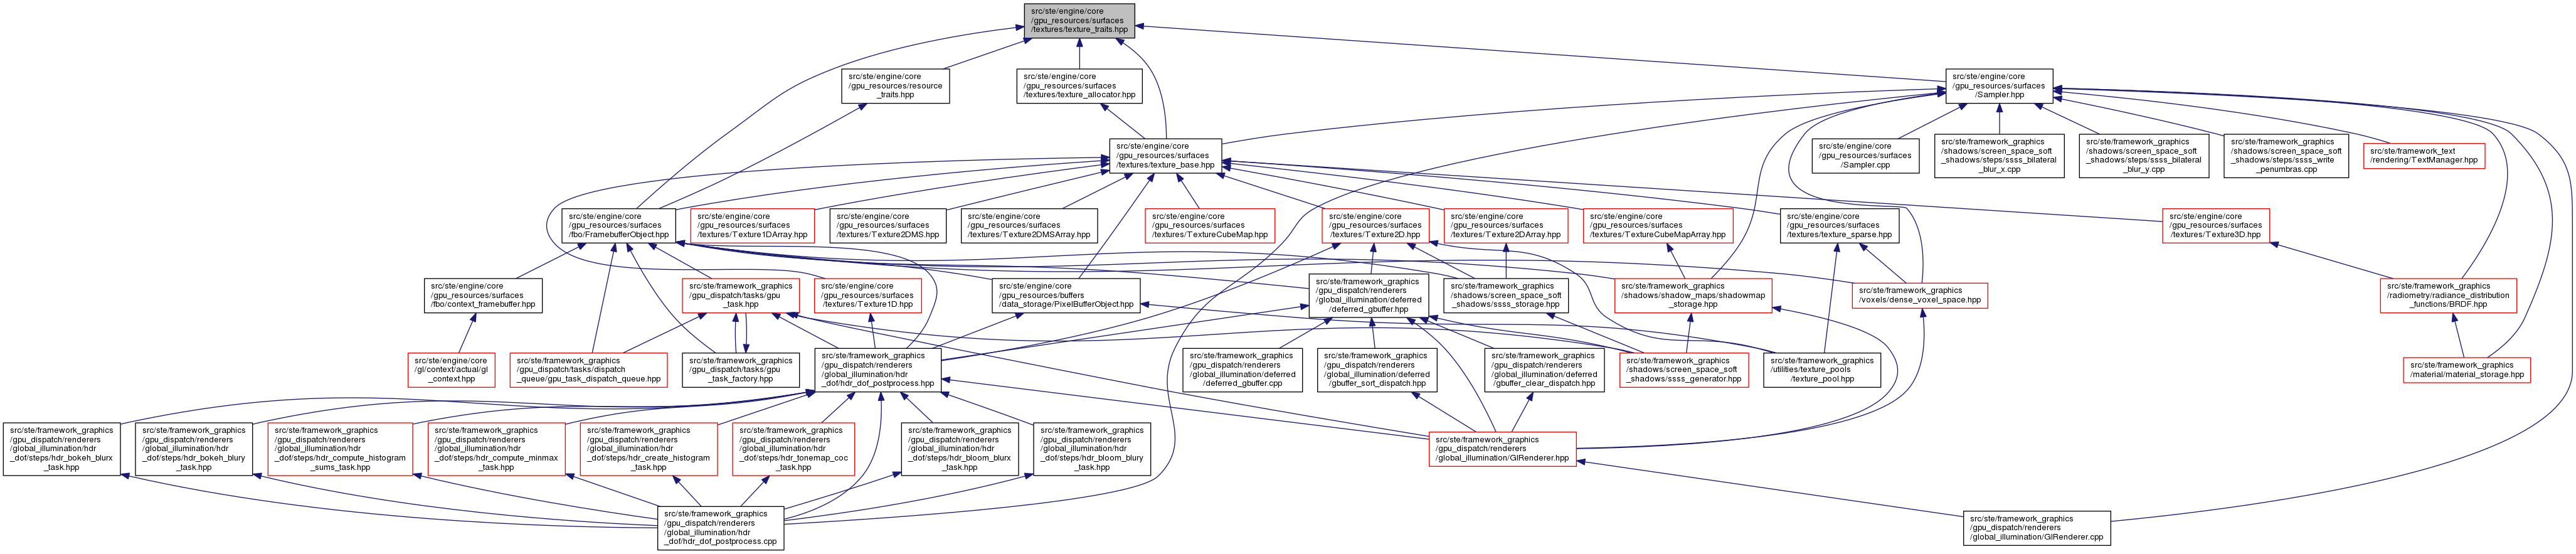 src/ste/engine/core
/gpu_resources/surfaces
/textures/texture_traits.hpp
src/ste/engine/core
/gpu_resources/resource
_traits.hpp
src/ste/engine/core
/gpu_resources/surfaces
/textures/texture_allocator.hpp
src/ste/engine/core
/gpu_resources/surfaces
/Sampler.hpp
src/ste/engine/core
/gpu_resources/surfaces
/textures/texture_base.hpp
src/ste/engine/core
/gpu_resources/surfaces
/Sampler.cpp
src/ste/framework_graphics
/shadows/screen_space_soft
_shadows/steps/ssss_bilateral
_blur_x.cpp
src/ste/framework_graphics
/shadows/screen_space_soft
_shadows/steps/ssss_bilateral
_blur_y.cpp
src/ste/framework_graphics
/shadows/screen_space_soft
_shadows/steps/ssss_write
_penumbras.cpp
src/ste/framework_text
/rendering/TextManager.hpp
src/ste/engine/core
/gpu_resources/surfaces
/fbo/FramebufferObject.hpp
src/ste/engine/core
/gpu_resources/surfaces
/textures/Texture1DArray.hpp
src/ste/engine/core
/gpu_resources/surfaces
/textures/Texture2DMS.hpp
src/ste/engine/core
/gpu_resources/surfaces
/textures/Texture2DMSArray.hpp
src/ste/engine/core
/gpu_resources/surfaces
/textures/TextureCubeMap.hpp
src/ste/engine/core
/gpu_resources/surfaces
/textures/Texture2D.hpp
src/ste/engine/core
/gpu_resources/surfaces
/textures/Texture2DArray.hpp
src/ste/engine/core
/gpu_resources/surfaces
/textures/TextureCubeMapArray.hpp
src/ste/engine/core
/gpu_resources/surfaces
/textures/texture_sparse.hpp
src/ste/engine/core
/gpu_resources/surfaces
/textures/Texture3D.hpp
src/ste/engine/core
/gpu_resources/surfaces
/fbo/context_framebuffer.hpp
src/ste/framework_graphics
/gpu_dispatch/tasks/gpu
_task.hpp
src/ste/engine/core
/gpu_resources/surfaces
/textures/Texture1D.hpp
src/ste/engine/core
/gpu_resources/buffers
/data_storage/PixelBufferObject.hpp
src/ste/framework_graphics
/gpu_dispatch/renderers
/global_illumination/deferred
/deferred_gbuffer.hpp
src/ste/framework_graphics
/shadows/screen_space_soft
_shadows/ssss_storage.hpp
src/ste/framework_graphics
/shadows/shadow_maps/shadowmap
_storage.hpp
src/ste/framework_graphics
/voxels/dense_voxel_space.hpp
src/ste/framework_graphics
/radiometry/radiance_distribution
_functions/BRDF.hpp
src/ste/engine/core
/gl/context/actual/gl
_context.hpp
src/ste/framework_graphics
/gpu_dispatch/tasks/dispatch
_queue/gpu_task_dispatch_queue.hpp
src/ste/framework_graphics
/gpu_dispatch/tasks/gpu
_task_factory.hpp
src/ste/framework_graphics
/gpu_dispatch/renderers
/global_illumination/hdr
_dof/hdr_dof_postprocess.hpp
src/ste/framework_graphics
/gpu_dispatch/renderers
/global_illumination/deferred
/deferred_gbuffer.cpp
src/ste/framework_graphics
/gpu_dispatch/renderers
/global_illumination/deferred
/gbuffer_sort_dispatch.hpp
src/ste/framework_graphics
/gpu_dispatch/renderers
/global_illumination/deferred
/gbuffer_clear_dispatch.hpp
src/ste/framework_graphics
/shadows/screen_space_soft
_shadows/ssss_generator.hpp
src/ste/framework_graphics
/utilities/texture_pools
/texture_pool.hpp
src/ste/framework_graphics
/material/material_storage.hpp
src/ste/framework_graphics
/gpu_dispatch/renderers
/global_illumination/hdr
_dof/steps/hdr_bokeh_blurx
_task.hpp
src/ste/framework_graphics
/gpu_dispatch/renderers
/global_illumination/hdr
_dof/steps/hdr_bokeh_blury
_task.hpp
src/ste/framework_graphics
/gpu_dispatch/renderers
/global_illumination/hdr
_dof/steps/hdr_compute_histogram
_sums_task.hpp
src/ste/framework_graphics
/gpu_dispatch/renderers
/global_illumination/hdr
_dof/steps/hdr_compute_minmax
_task.hpp
src/ste/framework_graphics
/gpu_dispatch/renderers
/global_illumination/hdr
_dof/steps/hdr_create_histogram
_task.hpp
src/ste/framework_graphics
/gpu_dispatch/renderers
/global_illumination/hdr
_dof/steps/hdr_tonemap_coc
_task.hpp
src/ste/framework_graphics
/gpu_dispatch/renderers
/global_illumination/hdr
_dof/steps/hdr_bloom_blurx
_task.hpp
src/ste/framework_graphics
/gpu_dispatch/renderers
/global_illumination/hdr
_dof/steps/hdr_bloom_blury
_task.hpp
src/ste/framework_graphics
/gpu_dispatch/renderers
/global_illumination/GIRenderer.hpp
src/ste/framework_graphics
/gpu_dispatch/renderers
/global_illumination/hdr
_dof/hdr_dof_postprocess.cpp
src/ste/framework_graphics
/gpu_dispatch/renderers
/global_illumination/GIRenderer.cpp